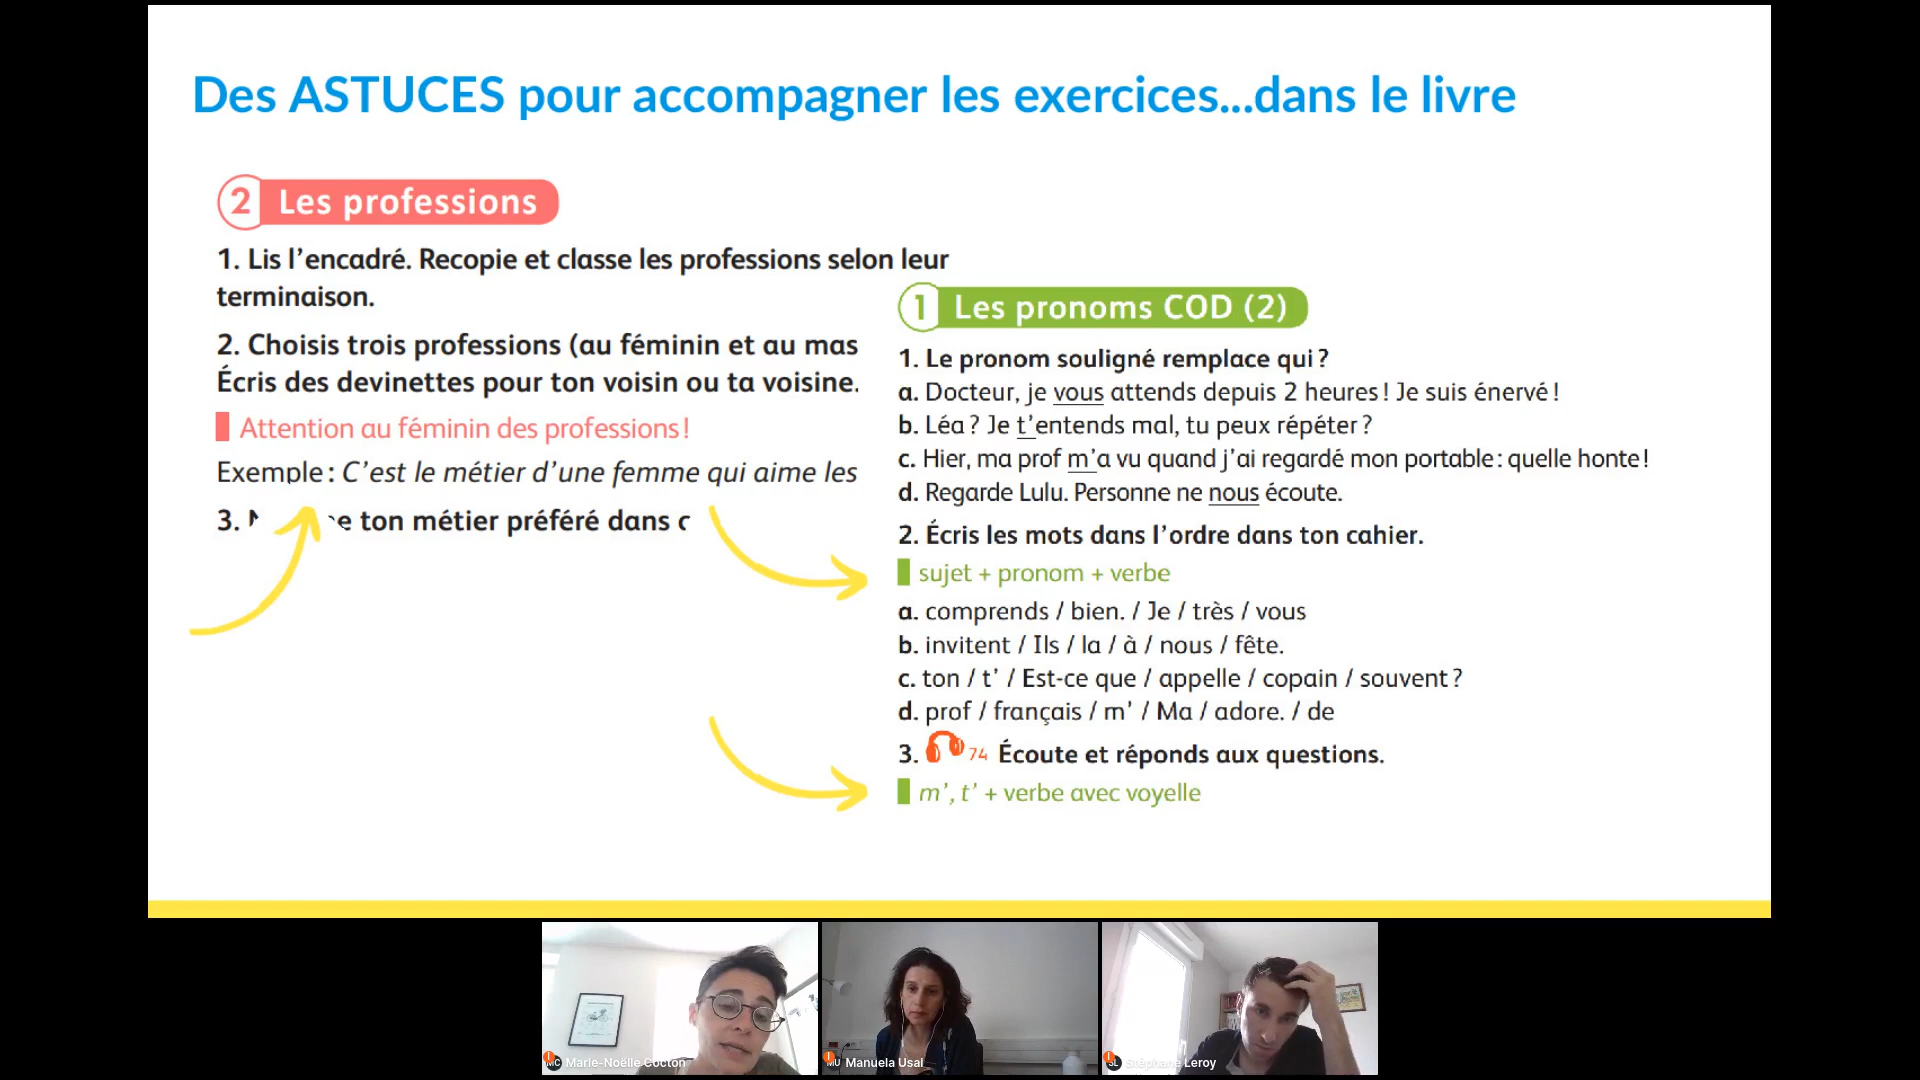 Des ASTUCES pour accompagner les exercices...dans le livre
2 Les professions
1. Lis l’encadré. Recopie et classe les professions selon leur
terminaison.
2. Choisis trois professions (au féminin et au mas
Écris des devinettes pour ton voisin ou ta voisine.
Attention au féminin des professions !
Exemple : C’est le métier d’une femme qui aime les
3. ton métier préféré dans c
1 Les pronoms COD (2)
1. Le pronom souligné remplace qui ?
a. Docteur, je vous attends depuis 2 heures ! Je suis énervé !
b. Léa ? Je t’entends mal, tu peux répéter ?
c. Hier, ma prof m’a vu quand j’ai regardé mon portable : quelle honte !
d. Regarde Lulu. Personne ne nous écoute.
2. Écris les mots dans l’ordre dans ton cahier.
sujet + pronom + verbe
a. comprends / bien. / Je / très / vous
b. invitent / Ils / la / à / nous / fête.
c. ton / t’ / Est-ce que / appelle / copain / souvent ?
d. prof / français / m’ / Ma / adore. / de
3. 74 Écoute et réponds aux questions.
m’, t’ + verbe avec voyelle
MC Marie-Noëlle Cocton
MU Manuela Usai
SL Stéphane Leroy